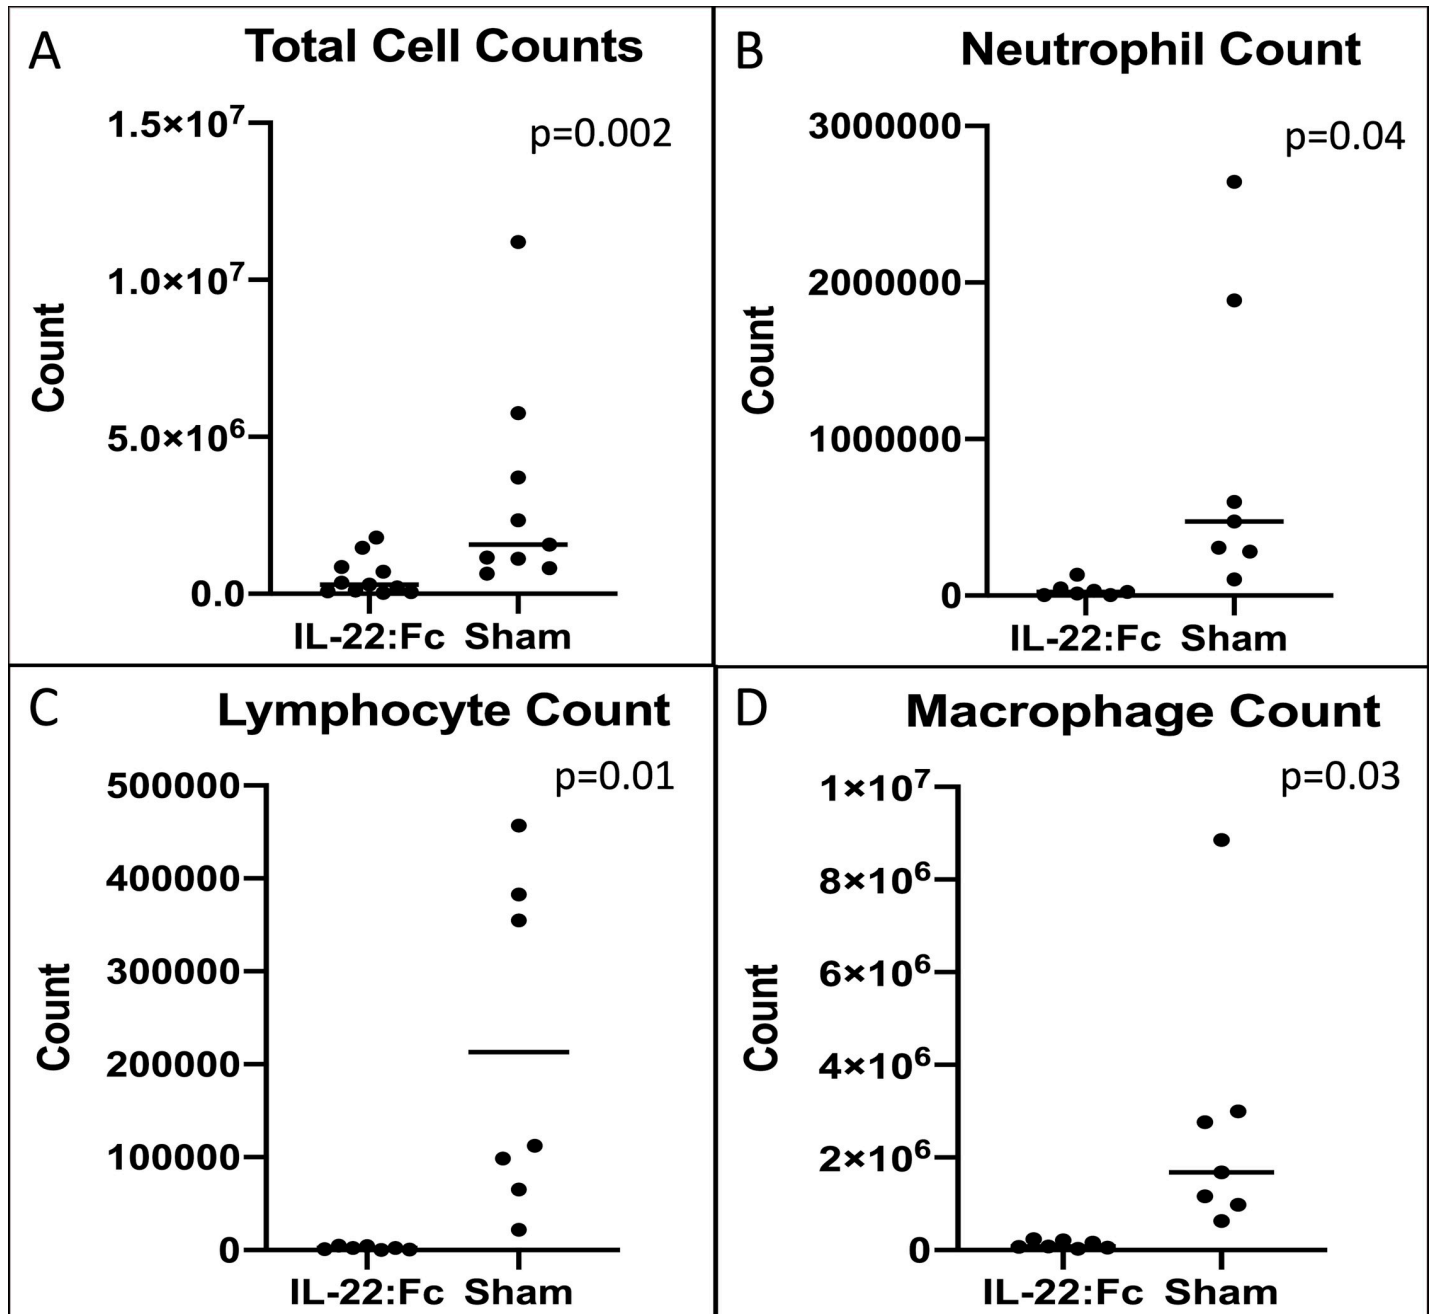 A
Total Cell Counts
p=0.002
Count
1.5×10⁷
1.0×10⁷
5.0×10⁶
0.0
IL-22:Fc Sham
B
Neutrophil Count
p=0.04
Count
3000000
2000000
1000000
0
IL-22:Fc Sham
C
Lymphocyte Count
p=0.01
Count
500000
400000
300000
200000
100000
0
IL-22:Fc Sham
D
Macrophage Count
p=0.03
Count
1×10⁷
8×10⁶
6×10⁶
4×10⁶
2×10⁶
0
IL-22:Fc Sham